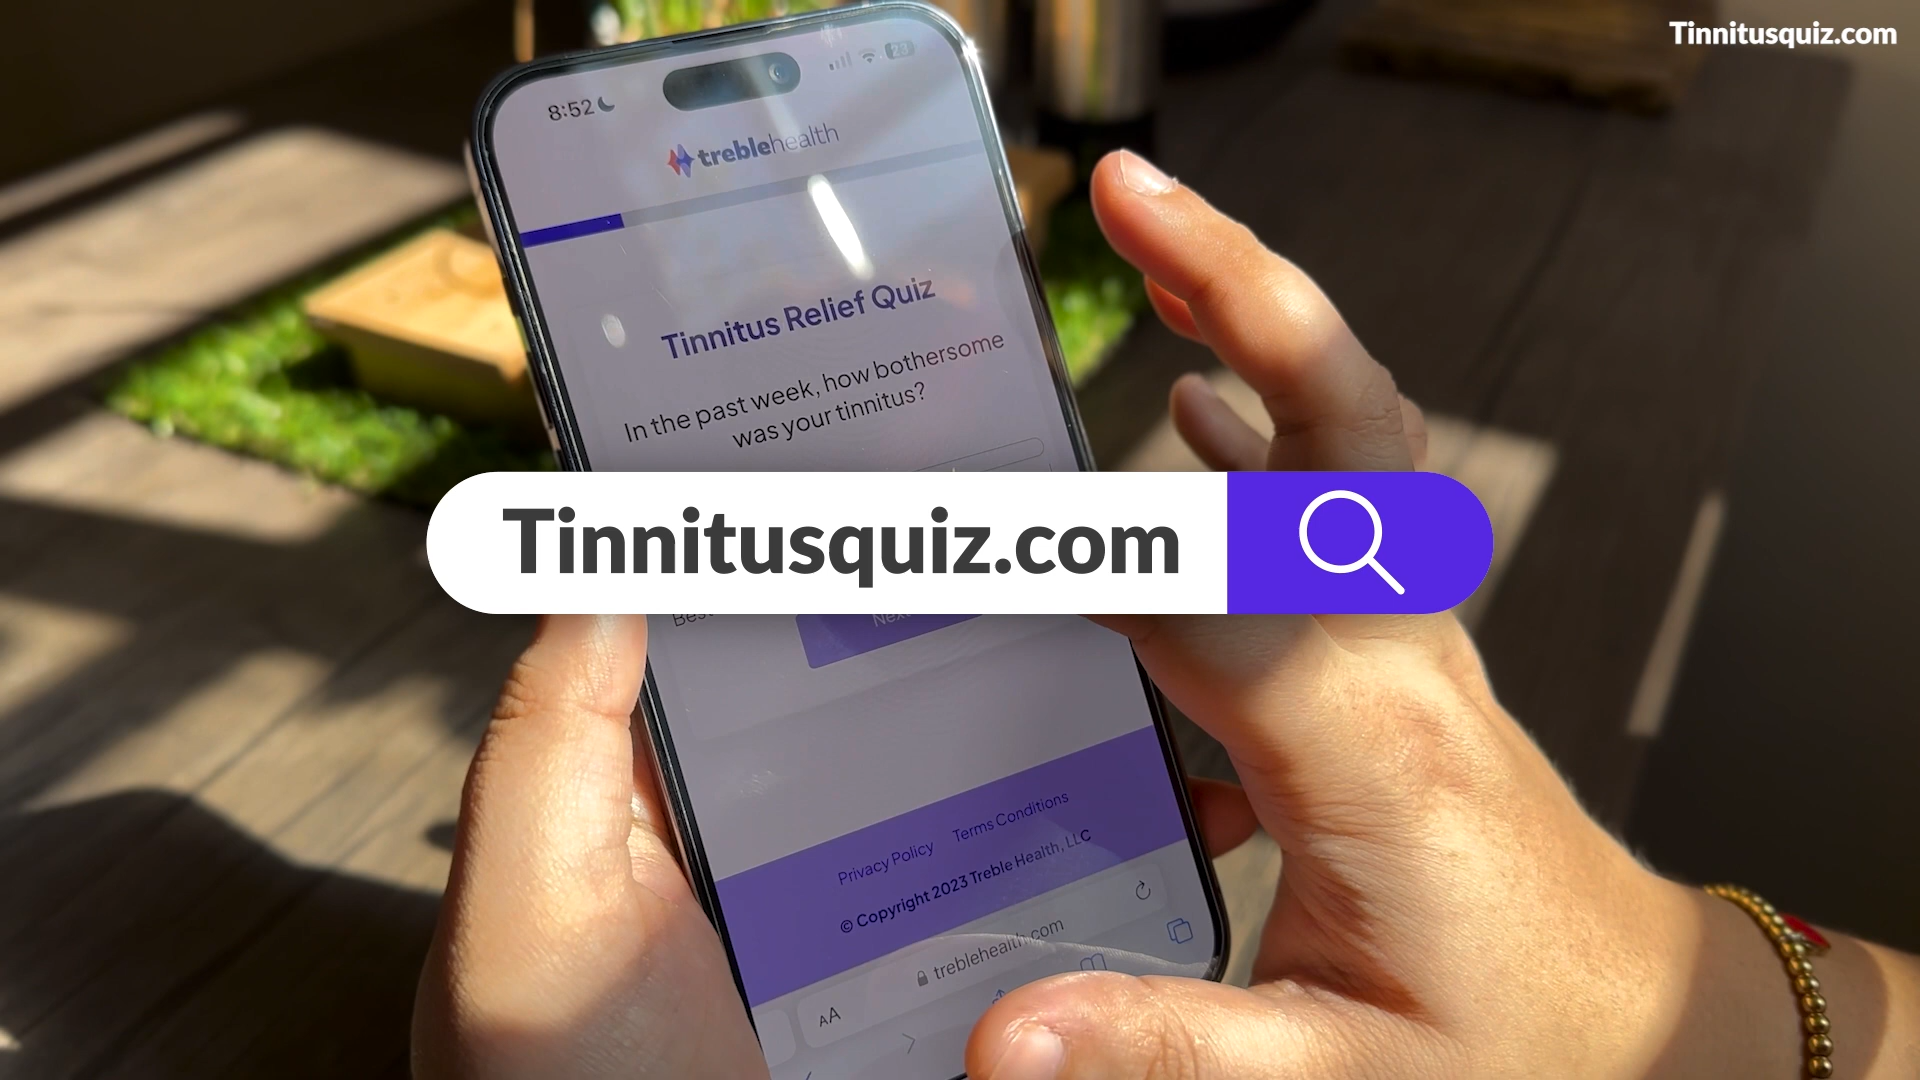 Tinnitusquiz.com
8:52
23
treblehealth
Tinnitus Relief Quiz
In the past week, how bothersome
was your tinnitus?
Tinnitusquiz.com
Privacy Policy Terms Conditions
© Copyright 2023 Treble Health, LLC
AA treblehealth.com